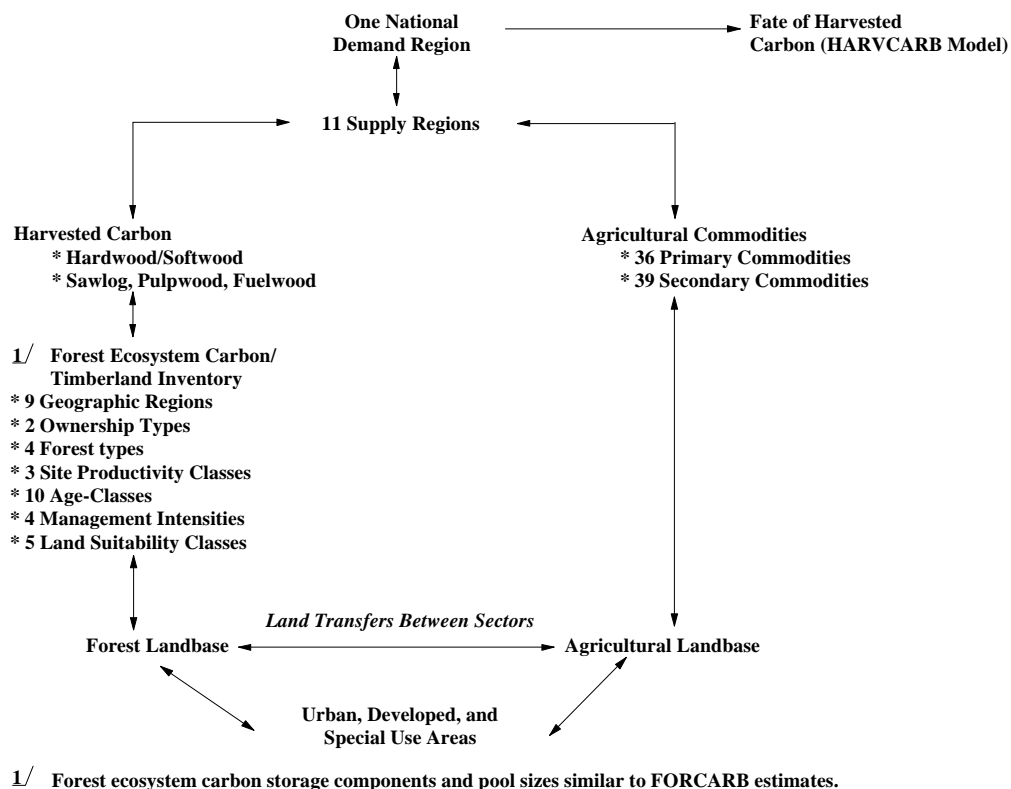 One National
Demand Region
Fate of Harvested
Carbon (HARVCARB Model)
11 Supply Regions
Harvested Carbon
* Hardwood/Softwood
* Sawlog, Pulpwood, Fuelwood
Agricultural Commodities
* 36 Primary Commodities
* 39 Secondary Commodities
1/ Forest Ecosystem Carbon/
Timberland Inventory
* 9 Geographic Regions
* 2 Ownership Types
* 4 Forest types
* 3 Site Productivity Classes
* 10 Age-Classes
* 4 Management Intensities
* 5 Land Suitability Classes
Land Transfers Between Sectors
Forest Landbase
Agricultural Landbase
Urban, Developed, and
Special Use Areas
1/ Forest ecosystem carbon storage components and pool sizes similar to FORCARB estimates.